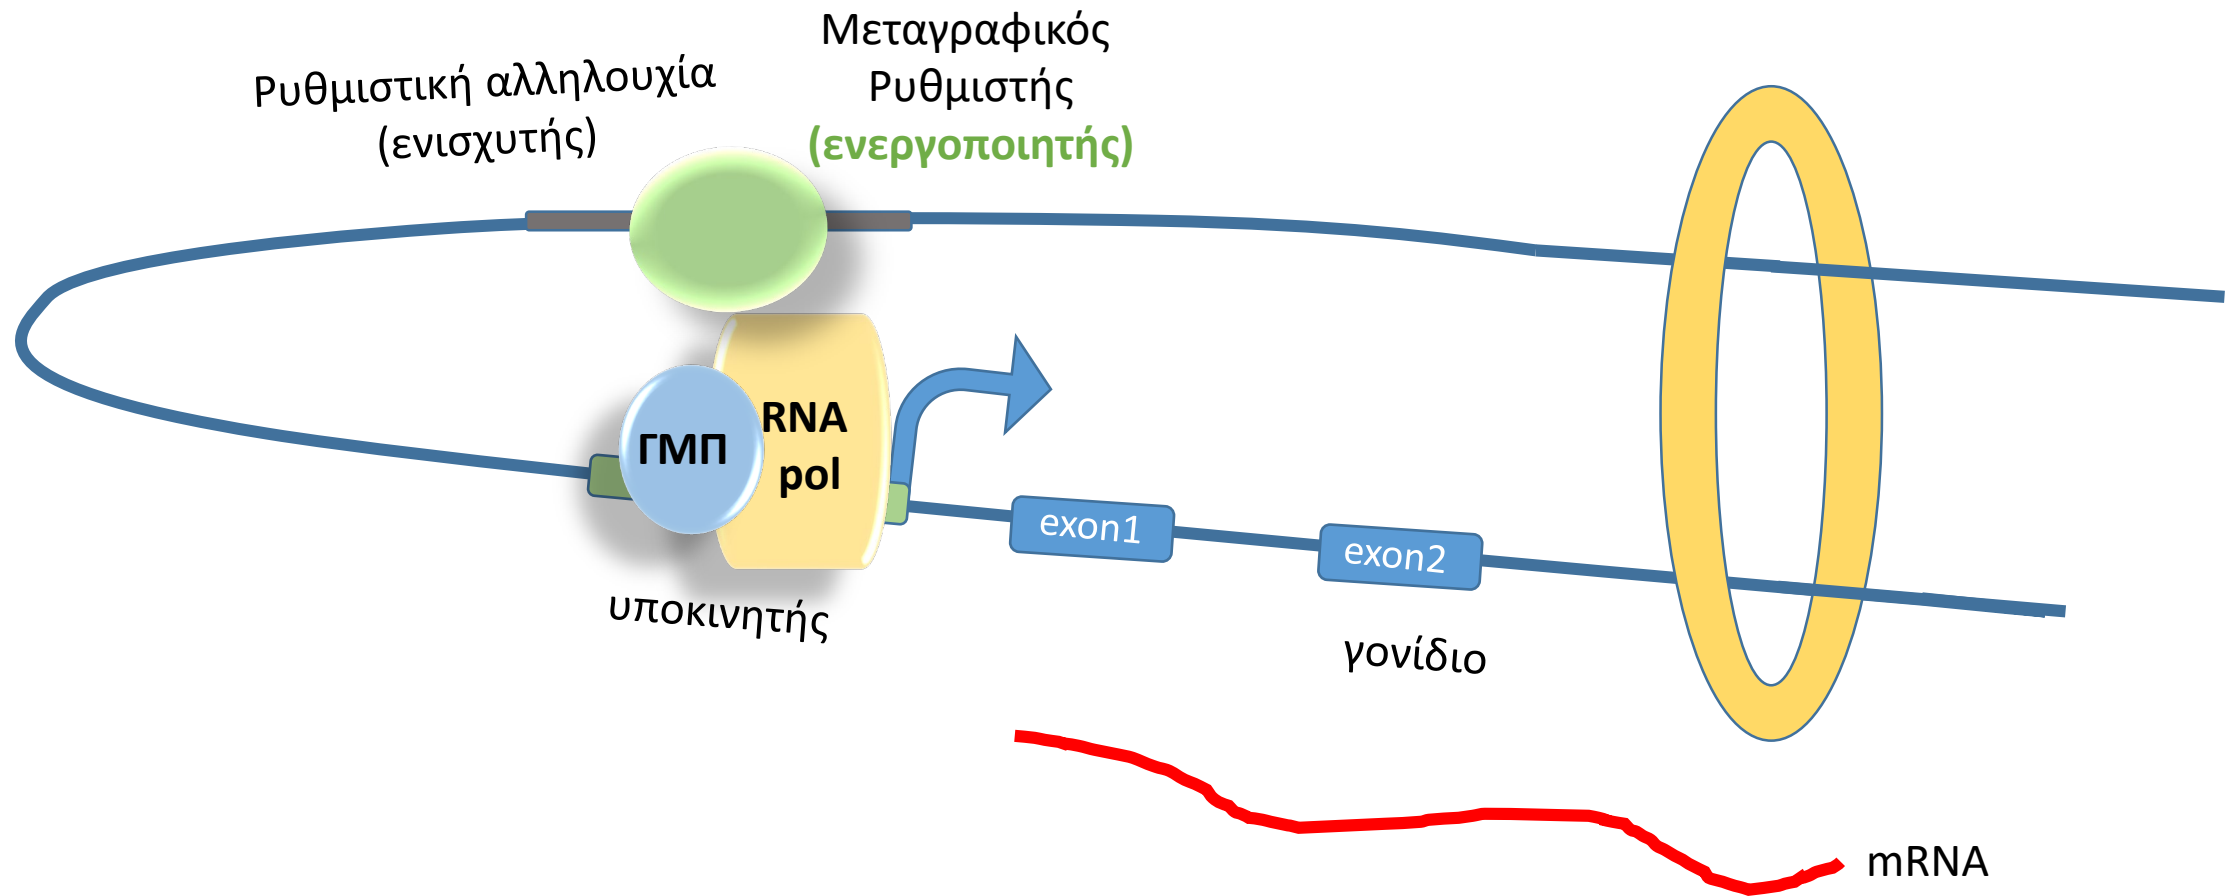 Ρυθμιστική αλληλουχία
(ενισχυτής)
Μεταγραφικός
Ρυθμιστής
(ενεργοποιητής)
ΓΜΠ
RNA
pol
exon1
exon2
υποκινητής
γονίδιο
mRNA